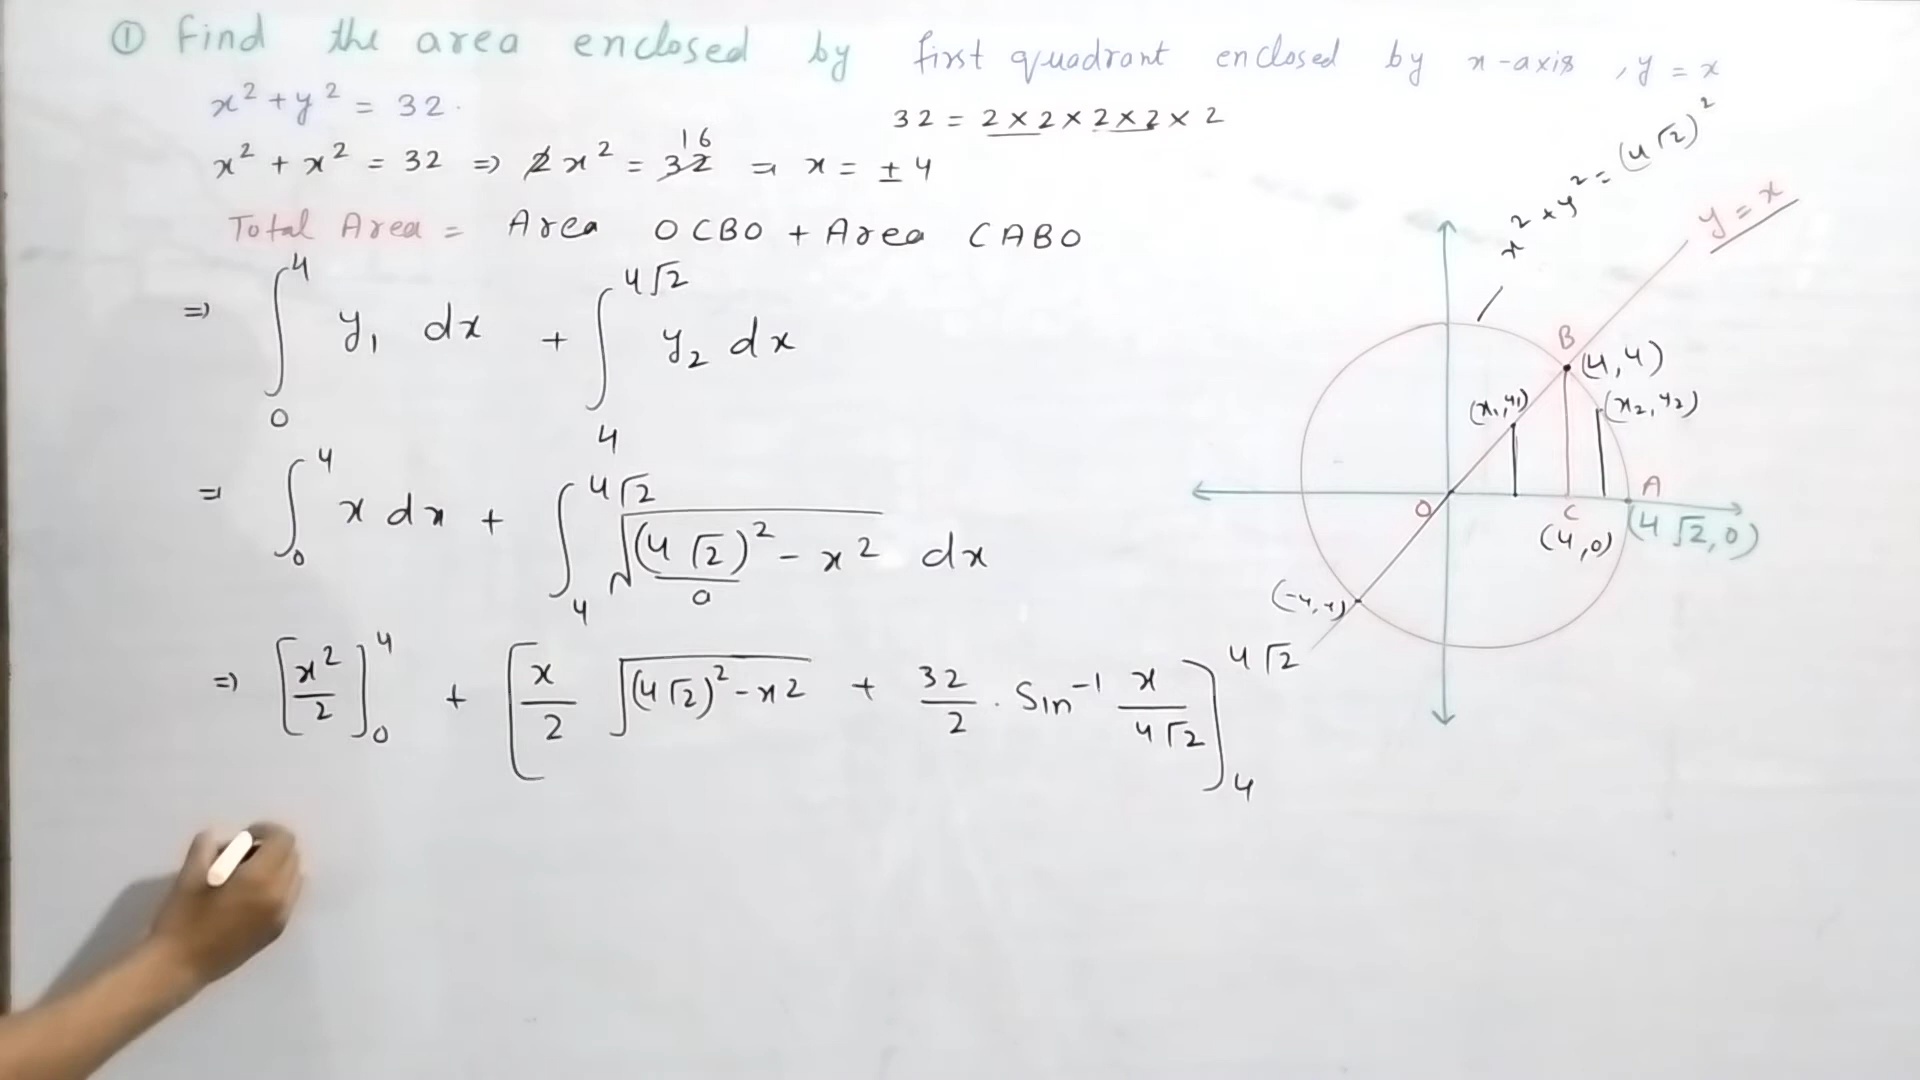 ① Find the area enclosed by first quadrant enclosed by x-axis, y = x
x² + y² = 32.
32 = 2 × 2 × 2 × 2 × 2
x² + x² = 32 ⇒ 2x² = 32 16 ⇒ x = ± 4
Total Area = Area OCBO + Area CABO
⇒ ∫₀⁴ y₁ dx + ∫₄^{4√2} y₂ dx
= ∫₀⁴ x dx + ∫₄^{4√2} √((4√2)² - x²) dx
a
⇒ [x²/2]₀⁴ + [x/2 √((4√2)² - x²) + 32/2 . Sin⁻¹ x/4√2]₄^{4√2}
x² + y² = (4√2)²
y = x
B
(4,4)
(x₁,y₁)
(x₂,y₂)
A
O
C
(4,0)
(4√2,0)